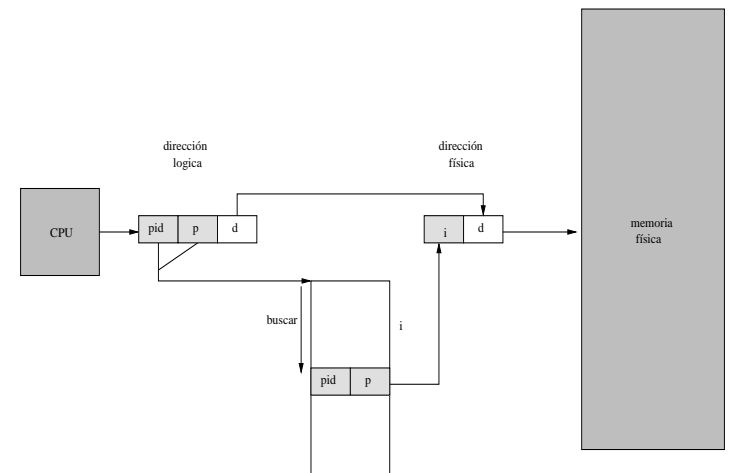 dirección
logica
dirección
física
CPU
pid p d
i d
memoria
física
buscar
i
pid p